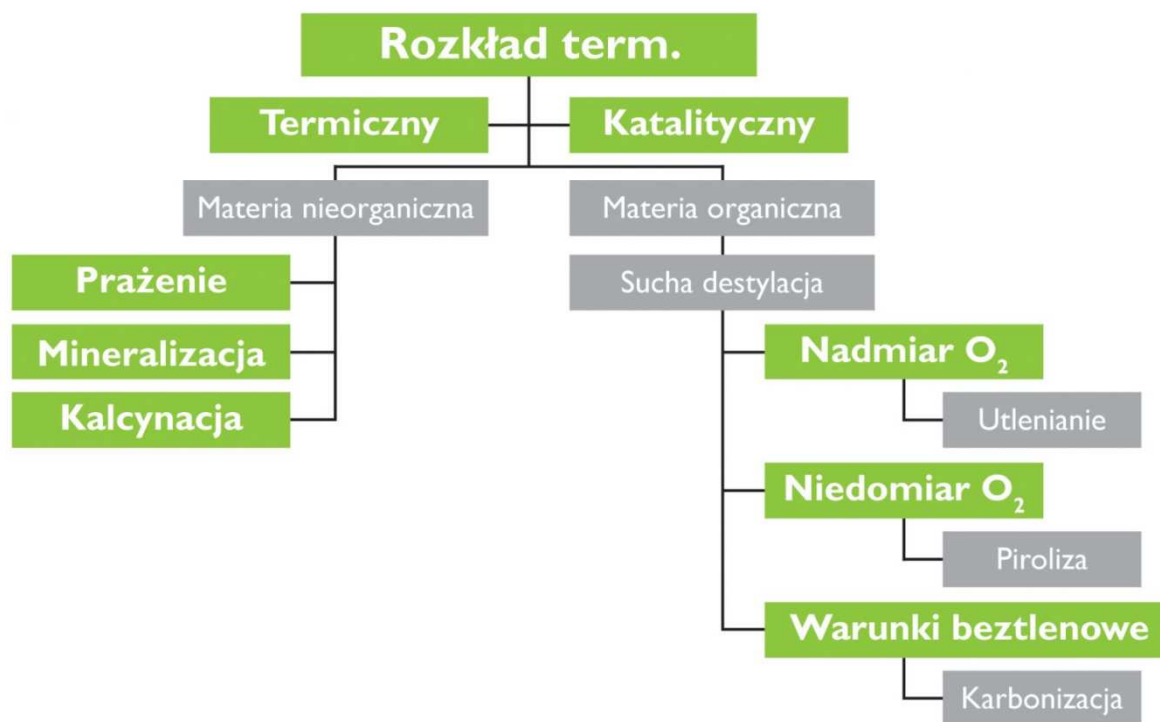 Rozkład term.
Termiczny
Katalityczny
Materia nieorganiczna
Materia organiczna
Prażenie
Sucha destylacja
Mineralizacja
Nadmiar O₂
Kalcynacja
Utlenianie
Niedomiar O₂
Piroliza
Warunki beztlenowe
Karbonizacja